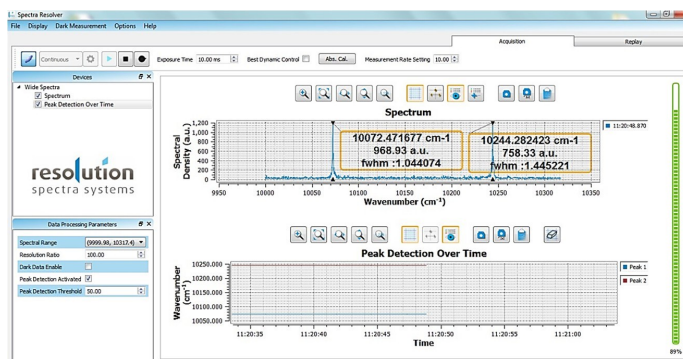 Spectra Resolver
File Display Dark Measurement Options Help
Acquisition Replay
Continuous Exposure Time 10.00 ms Best Dynamic Control Abs. Cal. Measurement Rate Setting 10.00
Devices
Wide Spectra
Spectrum
Peak Detection Over Time
resolution
spectra systems
Data Processing Parameters
Spectral Range (9999.98, 10317.4)
Resolution Ratio 100.00
Dark Data Enable
Peak Detection Activated
Peak Detection Threshold 50.00
Spectrum
Spectral
Density (a.u.)
1,200
1,000
800
600
400
200
0
10072.471677 cm-1
968.93 a.u.
fwhm :1.044074
10244.282423 cm-1
758.33 a.u.
fwhm :1.445221
11:20:48.870
9950 10000 10050 10100 10150 10200 10250 10300 10350
Wavenumber (cm-1)
Peak Detection Over Time
Wavenumber
(cm-1)
10250.000
10200.000
10150.000
10100.000
10050.000
Peak 1
Peak 2
11:20:35 11:20:40 11:20:45 11:20:50 11:20:55 11:21:00
Time
89%